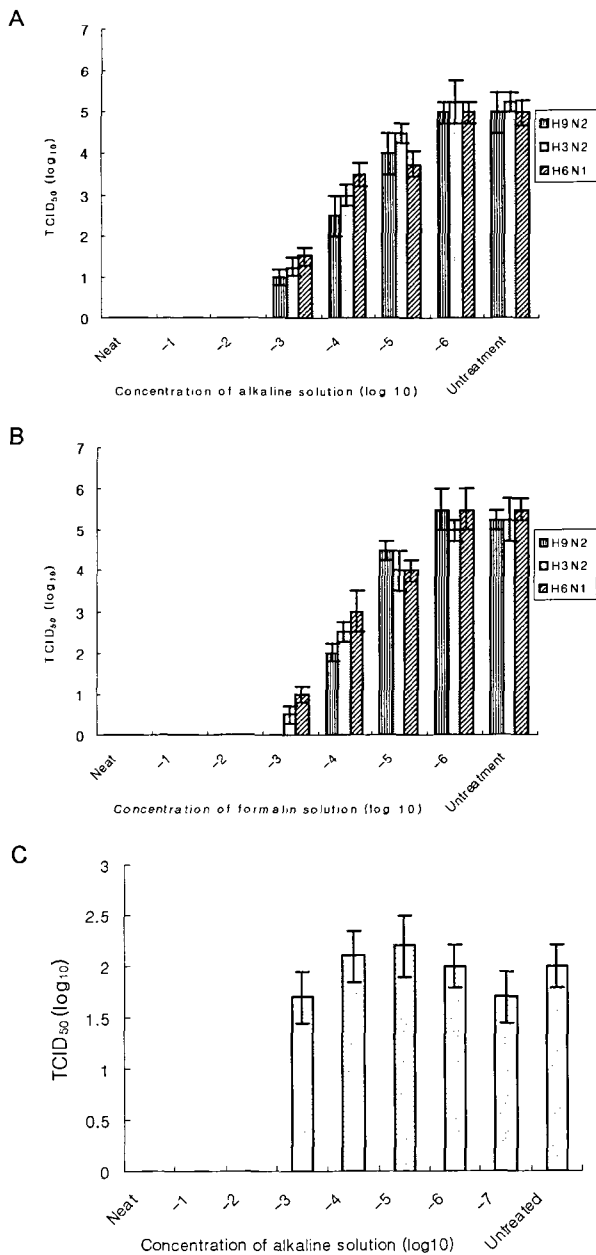 A
7
6
5
4
3
2
1
0
TCID50 (log10)
Neat
-1
-2
-3
-4
-5
-6
Untreatment
Concentration of alkaline solution (log 10)
H9N2
H3N2
H6N1
B
7
6
5
4
3
2
1
0
TCID50 (log10)
Neat
-1
-2
-3
-4
-5
-6
Untreatment
Concentration of formalin solution (log 10)
H9N2
H3N2
H6N1
C
3
2.5
2
1.5
1
0.5
0
TCID50 (log10)
Neat
-1
-2
-3
-4
-5
-6
-7
Untreated
Concentration of alkaline solution (log10)